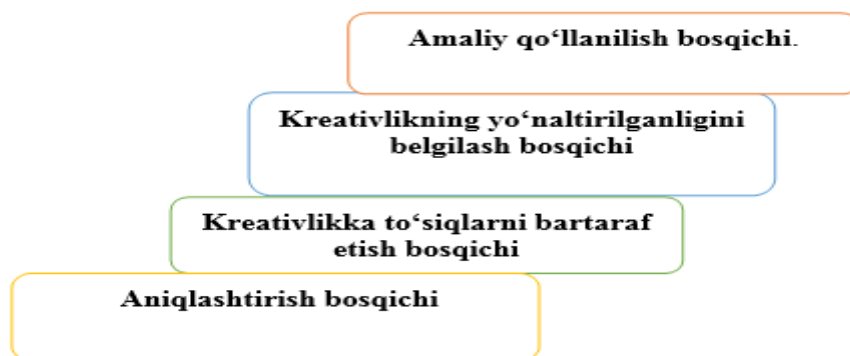 Amaliy qo‘llanilish bosqichi.
Kreativlikning yo‘naltirilganligini
belgilash bosqichi
Kreativlikka to‘siqlarni bartaraf
etish bosqichi
Aniqlashtirish bosqichi